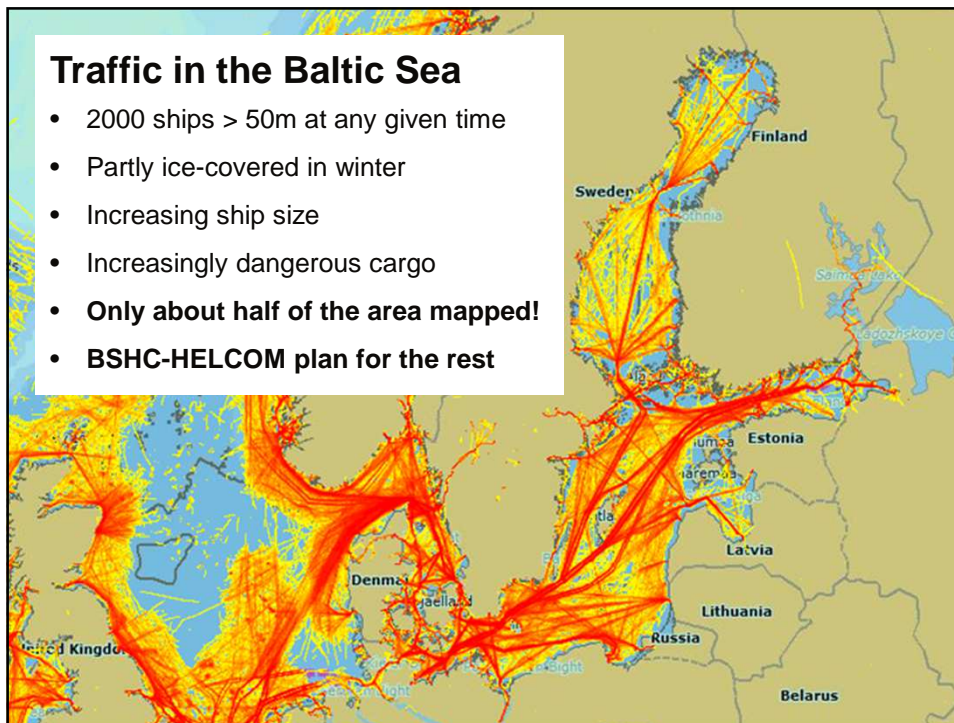 Traffic in the Baltic Sea
• 2000 ships > 50m at any given time
• Partly ice-covered in winter
• Increasing ship size
• Increasingly dangerous cargo
• Only about half of the area mapped!
• BSHC-HELCOM plan for the rest
Finland
Sweden
Estonia
Latvia
Lithuania
Russia
Belarus